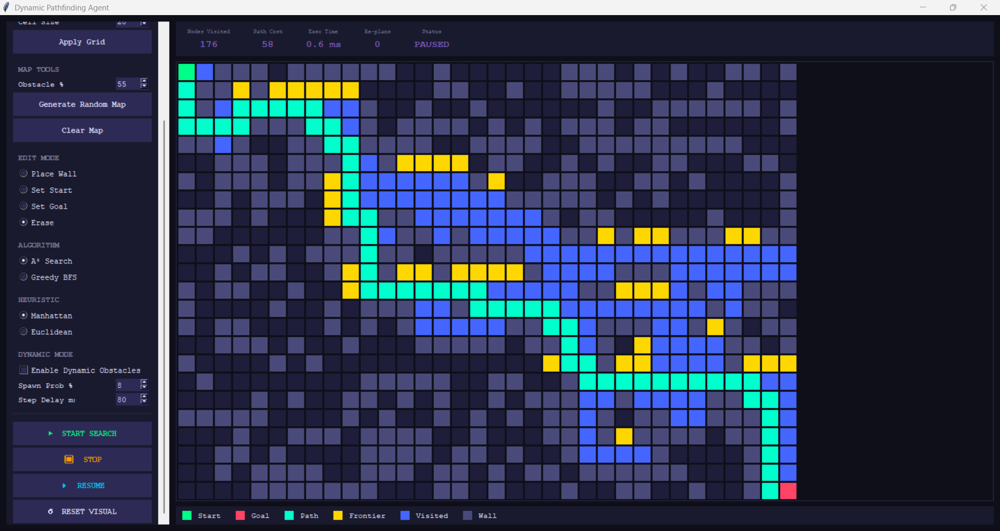 Dynamic Pathfinding Agent
Cell Size 20
Apply Grid
MAP TOOLS
Obstacle % 55
Generate Random Map
Clear Map
EDIT MODE
Place Wall
Set Start
Set Goal
Erase
ALGORITHM
A* Search
Greedy BFS
HEURISTIC
Manhattan
Euclidean
DYNAMIC MODE
Enable Dynamic Obstacles
Spawn Prob % 8
Step Delay ms 80
START SEARCH
STOP
RESUME
RESET VISUAL
Nodes Visited Path Cost Exec Time Re-plans Status
176 58 0.6 ms 0 PAUSED
Start Goal Path Frontier Visited Wall